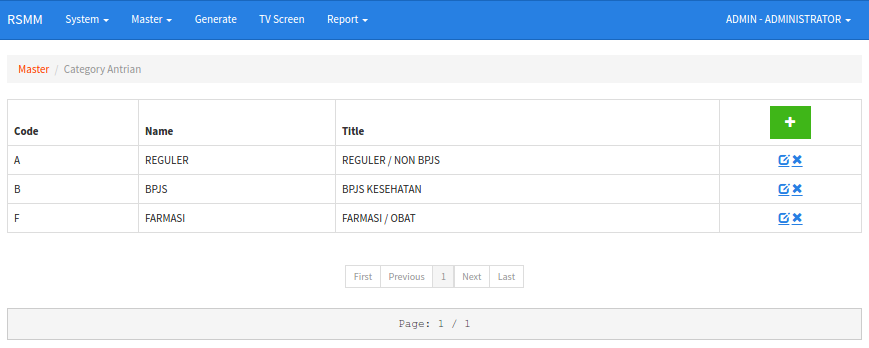 RSMM System Master Generate TV Screen Report ADMIN - ADMINISTRATOR
Master / Category Antrian
Code Name Title
A REGULER REGULER / NON BPJS
B BPJS BPJS KESEHATAN
F FARMASI FARMASI / OBAT
First Previous 1 Next Last
Page: 1 / 1